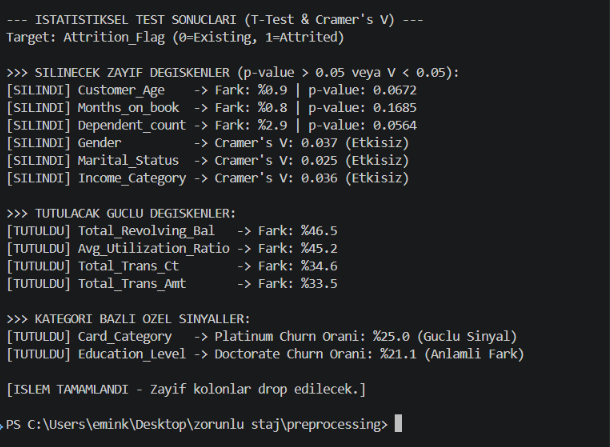 --- ISTATISTIKSEL TEST SONUCLARI (T-Test & Cramer's V) ---
Target: Attrition_Flag (0=Existing, 1=Attrited)
>>> SILINECEK ZAYIF DEGISKENLER (p-value > 0.05 veya V < 0.05):
[SILINDI] Customer_Age    -> Fark: %0.9 | p-value: 0.0672
[SILINDI] Months_on_book  -> Fark: %0.8 | p-value: 0.1685
[SILINDI] Dependent_count -> Fark: %2.9 | p-value: 0.0564
[SILINDI] Gender          -> Cramer's V: 0.037 (Etkisiz)
[SILINDI] Marital_Status  -> Cramer's V: 0.025 (Etkisiz)
[SILINDI] Income_Category -> Cramer's V: 0.036 (Etkisiz)
>>> TUTULACAK GUCLU DEGISKENLER:
[TUTULDU] Total_Revolving_Bal   -> Fark: %46.5
[TUTULDU] Avg_Utilization_Ratio -> Fark: %45.2
[TUTULDU] Total_Trans_Ct        -> Fark: %34.6
[TUTULDU] Total_Trans_Amt       -> Fark: %33.5
>>> KATEGORI BAZLI OZEL SINYALLER:
[TUTULDU] Card_Category   -> Platinum Churn Orani: %25.0 (Guclu Sinyal)
[TUTULDU] Education_Level -> Doctorate Churn Orani: %21.1 (Anlamli Fark)
[ISLEM TAMAMLANDI - Zayif kolonlar drop edilecek.]
PS C:\Users\emink\Desktop\zorunlu staj\preprocessing>